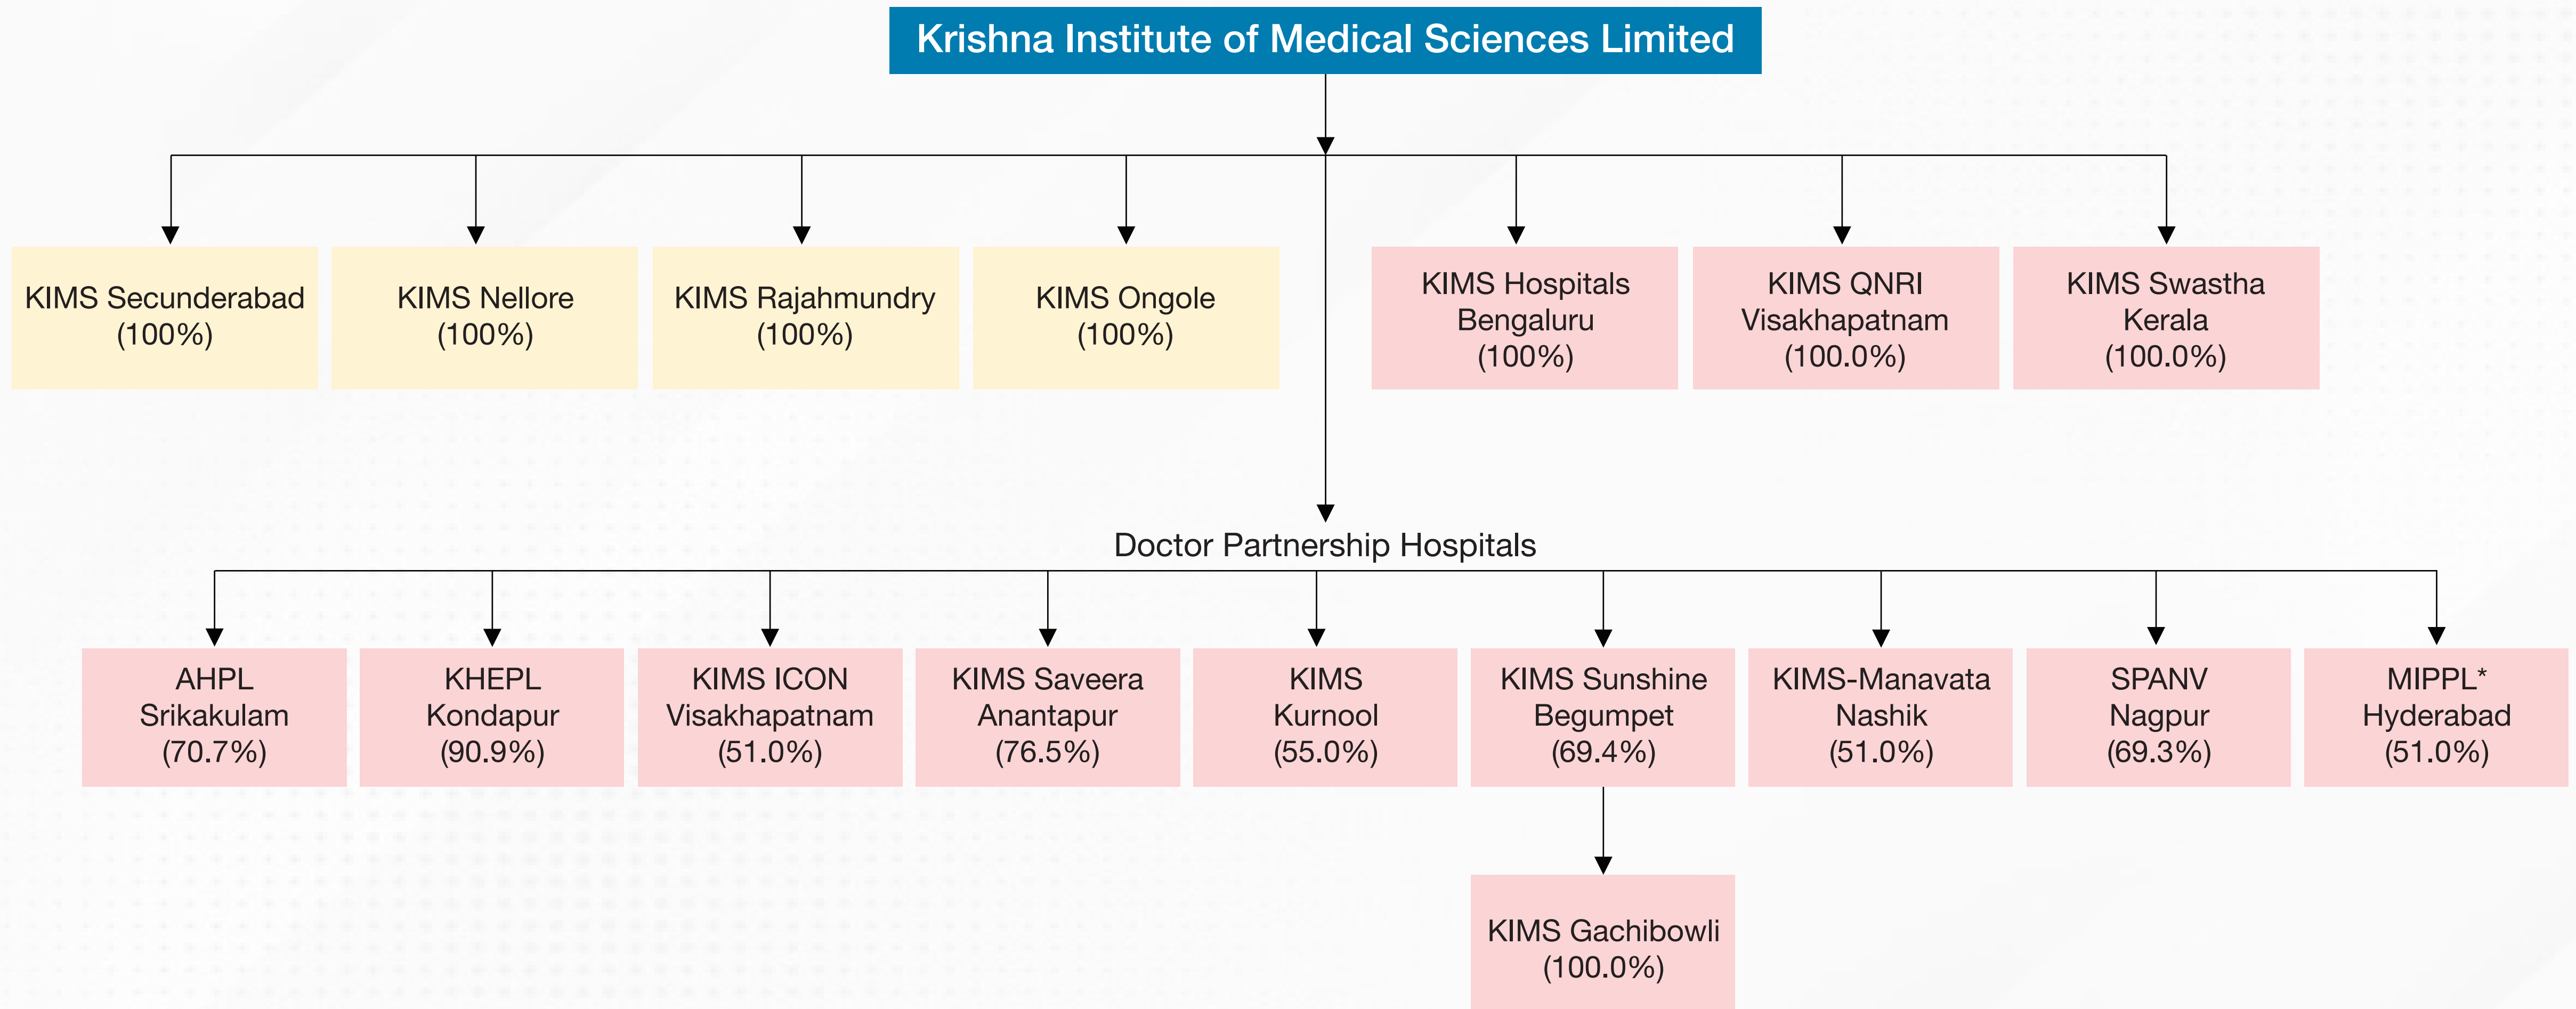 Krishna Institute of Medical Sciences Limited
KIMS Secunderabad
(100%)
KIMS Nellore
(100%)
KIMS Rajahmundry
(100%)
KIMS Ongole
(100%)
KIMS Hospitals
Bengaluru
(100%)
KIMS QNRI
Visakhapatnam
(100.0%)
KIMS Swastha
Kerala
(100.0%)
Doctor Partnership Hospitals
AHPL
Srikakulam
(70.7%)
KHEPL
Kondapur
(90.9%)
KIMS ICON
Visakhapatnam
(51.0%)
KIMS Saveera
Anantapur
(76.5%)
KIMS
Kurnool
(55.0%)
KIMS Sunshine
Begumpet
(69.4%)
KIMS-Manavata
Nashik
(51.0%)
SPANV
Nagpur
(69.3%)
MIPPL*
Hyderabad
(51.0%)
KIMS Gachibowli
(100.0%)